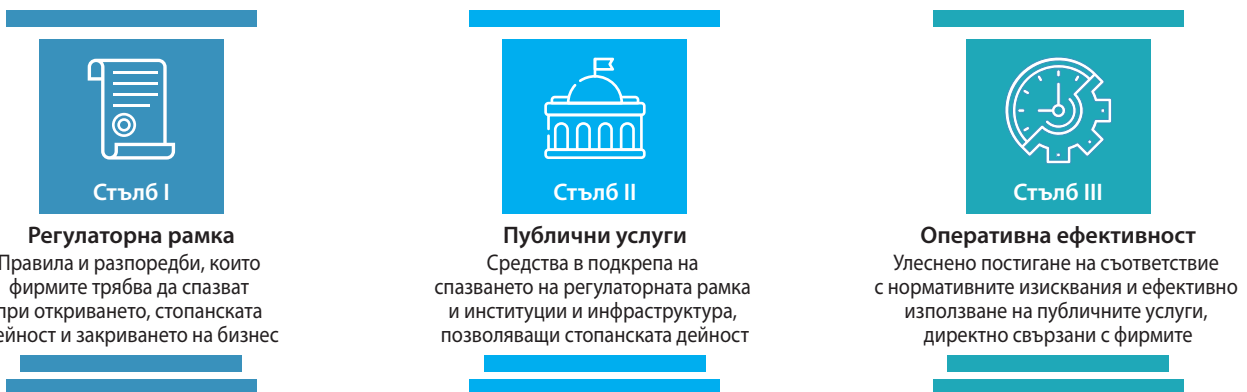 Стълб I
Регулаторна рамка
Правила и разпоредби, които
фирмите трябва да спазват
при откриването, стопанската
дейност и закриването на бизнес
Стълб II
Публични услуги
Средства в подкрепа на
спазването на регулаторната рамка
и институции и инфраструктура,
позволяващи стопанската дейност
Стълб III
Оперативна ефективност
Улеснено постигане на съответствие
с нормативните изисквания и ефективно
използване на публичните услуги,
директно свързани с фирмите